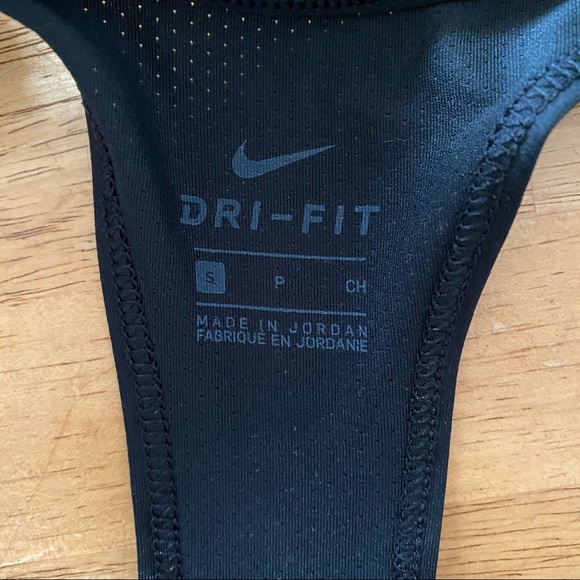 DRI-FIT
S P CH
MADE IN JORDAN
FABRIQUÉ EN JORDANIE